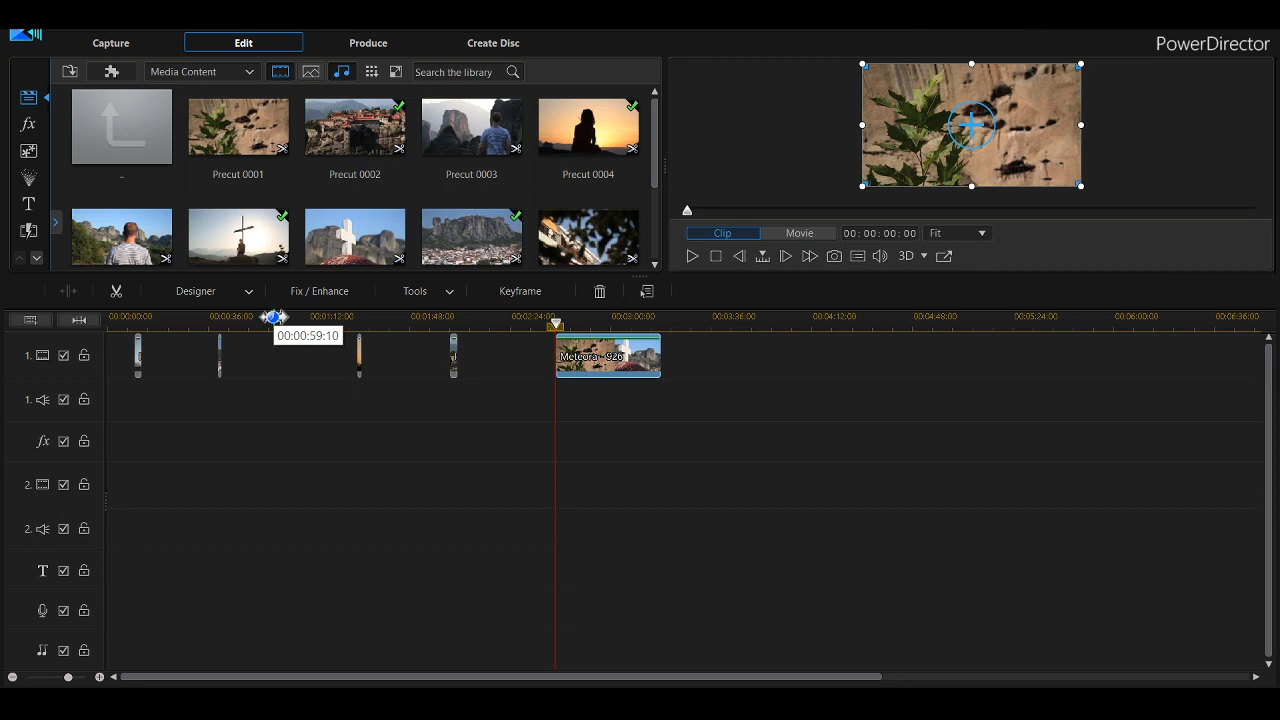 Capture Edit Produce Create Disc PowerDirector
Media Content Search the library
.. Precut 0001 Precut 0002 Precut 0003 Precut 0004
fx
T
Clip Movie 00:00:00:00 Fit
3D
Designer Fix / Enhance Tools Keyframe
00:00:00:00 00:00:36:00 00:01:12:00 00:01:48:00 00:02:24:00 00:03:00:00 00:03:36:00 00:04:12:00 00:04:48:00 00:05:24:00 00:06:00:00 00:06:36:00
00:00:59:10
1. Meteora - 926
1.
fx
2.
2.
T